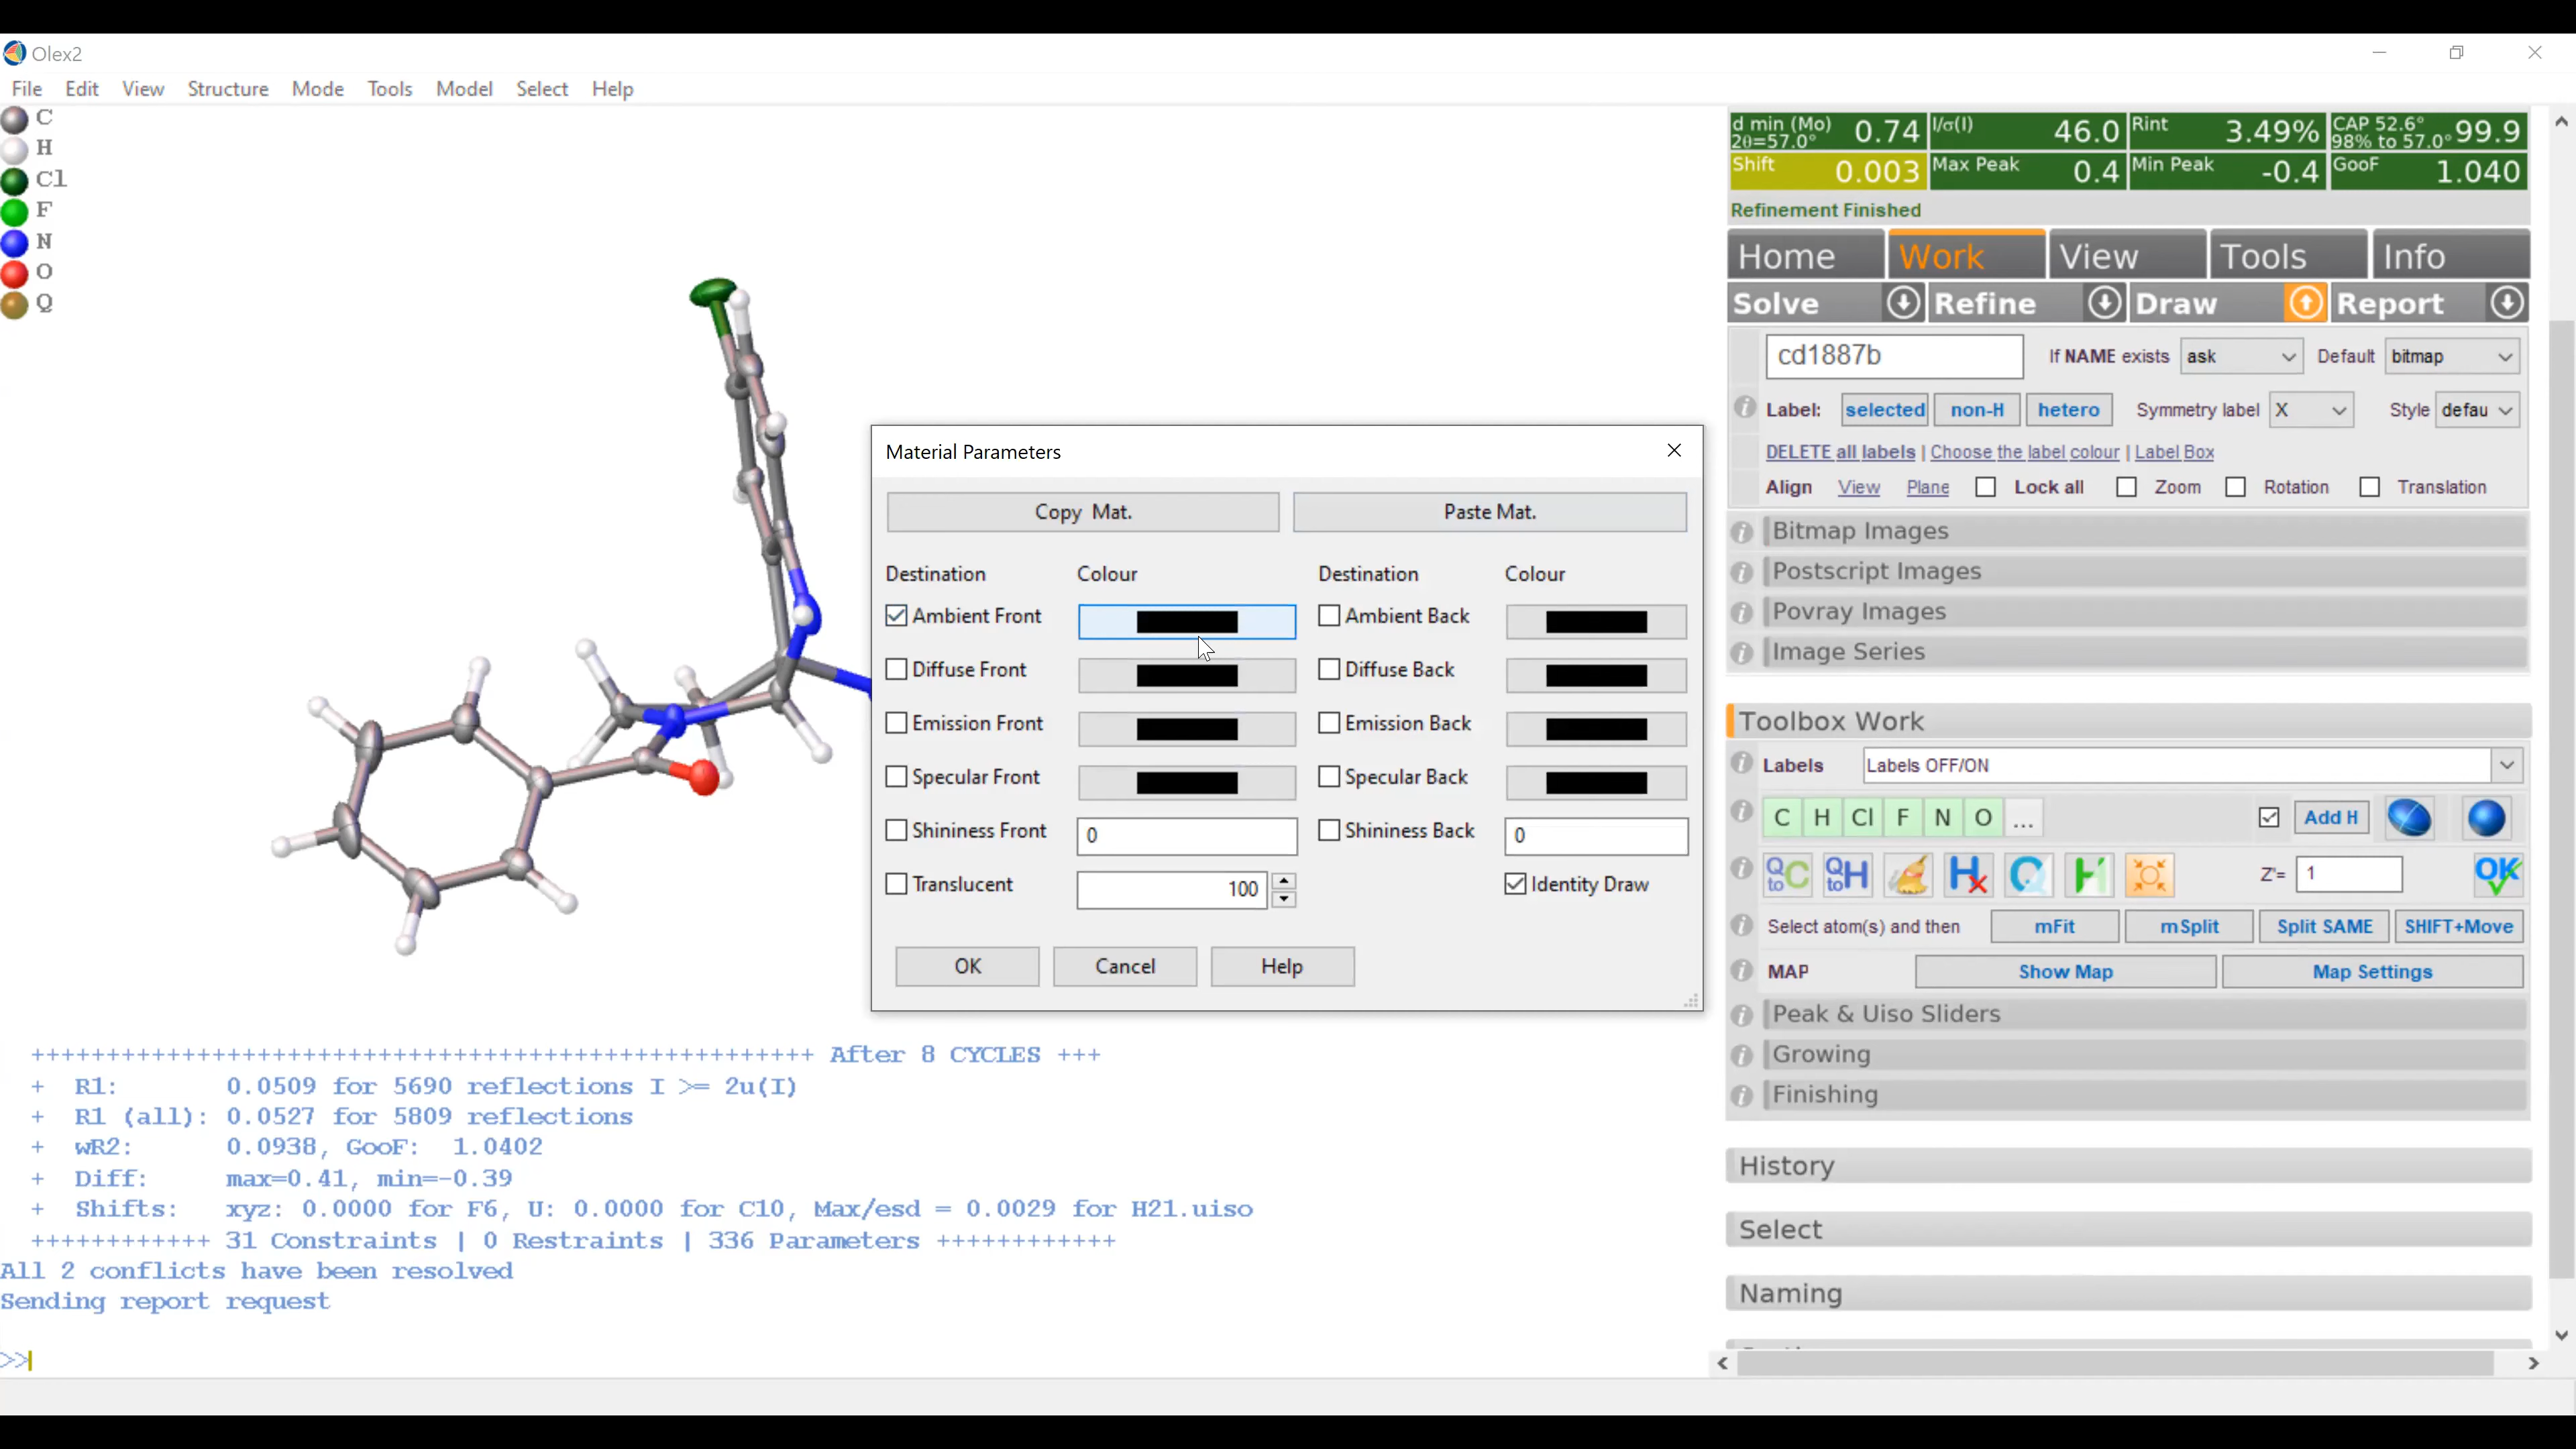 Olex2
File Edit View Structure Mode Tools Model Select Help
C
H
Cl
F
N
O
Q
d min (Mo) 2θ=57.0° 0.74 I/σ(I) 46.0 Rint 3.49% CAP 52.6° 98% to 57.0° 99.9
Shift 0.003 Max Peak 0.4 Min Peak -0.4 GooF 1.040
Refinement Finished
Home Work View Tools Info
Solve Refine Draw Report
cd1887b If NAME exists ask Default bitmap
Label: selected non-H hetero Symmetry label X Style defau
DELETE all labels | Choose the label colour | Label Box
Align View Plane Lock all Zoom Rotation Translation
Bitmap Images
Postscript Images
Povray Images
Image Series
Toolbox Work
Labels Labels OFF/ON
C H Cl F N O ... Add H
Q to C Q to H H Q H Z'= 1 OK
Select atom(s) and then mFit mSplit Split SAME SHIFT+Move
MAP Show Map Map Settings
Peak & Uiso Sliders
Growing
Finishing
History
Select
Naming
Material Parameters
Copy Mat. Paste Mat.
Destination Colour Destination Colour
Ambient Front Ambient Back
Diffuse Front Diffuse Back
Emission Front Emission Back
Specular Front Specular Back
Shininess Front 0 Shininess Back 0
Translucent 100 Identity Draw
OK Cancel Help
++++++++++++++++++++++++++++++++++++++++++++++++++++ After 8 CYCLES +++
+ R1: 0.0509 for 5690 reflections I >= 2u(I)
+ R1 (all): 0.0527 for 5809 reflections
+ wR2: 0.0938, GooF: 1.0402
+ Diff: max=0.41, min=-0.39
+ Shifts: xyz: 0.0000 for F6, U: 0.0000 for C10, Max/esd = 0.0029 for H21.uiso
++++++++++++ 31 Constraints | 0 Restraints | 336 Parameters ++++++++++++
All 2 conflicts have been resolved
Sending report request
>>